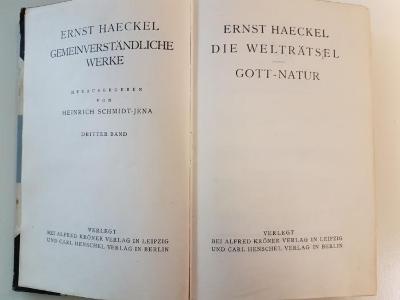 ERNST HAECKEL
GEMEINVERSTÄNDLICHE
WERKE
HERAUSGEGEBEN
VON
HEINRICH SCHMIDT-JENA
DRITTER BAND
VERLEGT
BEI ALFRED KRÖNER VERLAG IN LEIPZIG
UND CARL HENSCHEL VERLAG IN BERLIN
ERNST HAECKEL
DIE WELTRÄTSEL
GOTT-NATUR
VERLEGT
BEI ALFRED KRÖNER VERLAG IN LEIPZIG
UND CARL HENSCHEL VERLAG IN BERLIN